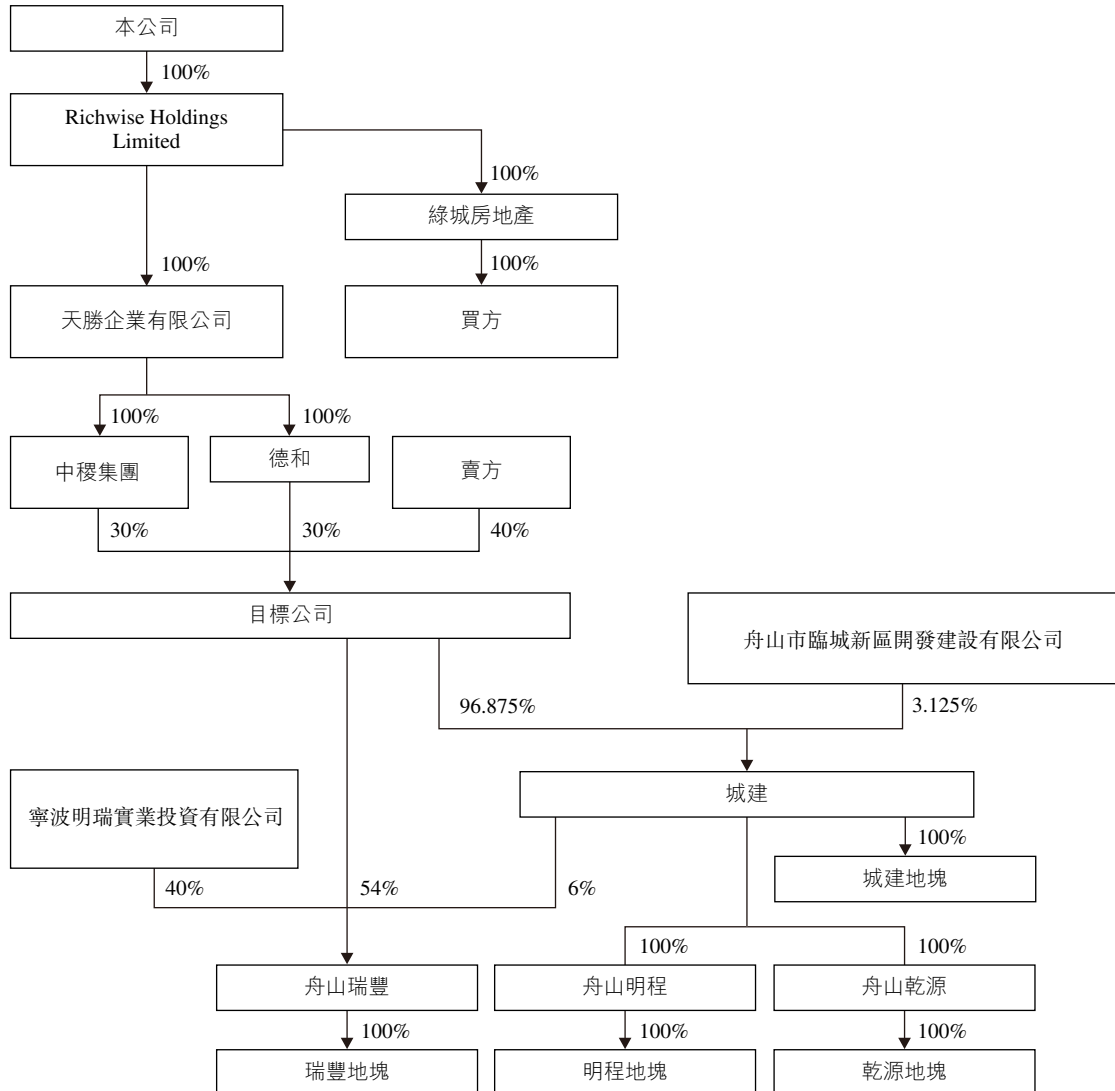 本公司
100%
Richwise Holdings
Limited
100%
綠城房地產
100%
100%
天勝企業有限公司
買方
100%
100%
中稷集團
德和
賣方
30%
30%
40%
目標公司
舟山市臨城新區開發建設有限公司
96.875%
3.125%
寧波明瑞實業投資有限公司
城建
100%
城建地塊
40%
54%
6%
100%
100%
舟山瑞豐
舟山明程
舟山乾源
100%
100%
100%
瑞豐地塊
明程地塊
乾源地塊